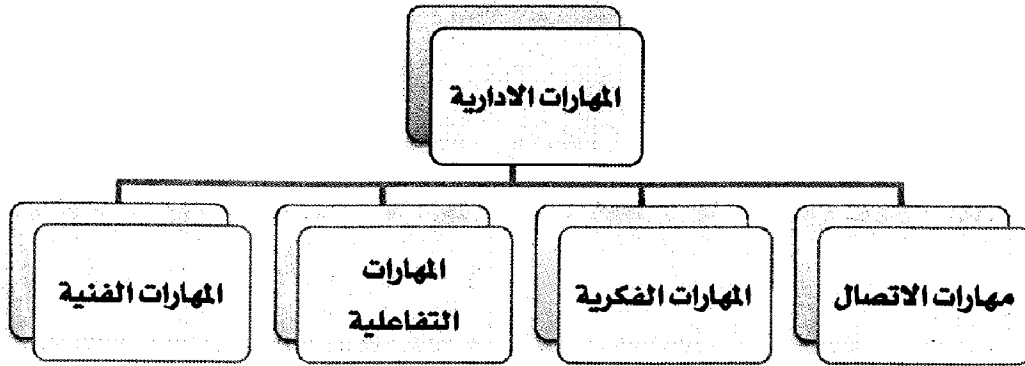 المهارات الادارية
مهارات الاتصال
المهارات الفكرية
المهارات
التفاعلية
المهارات الفنية